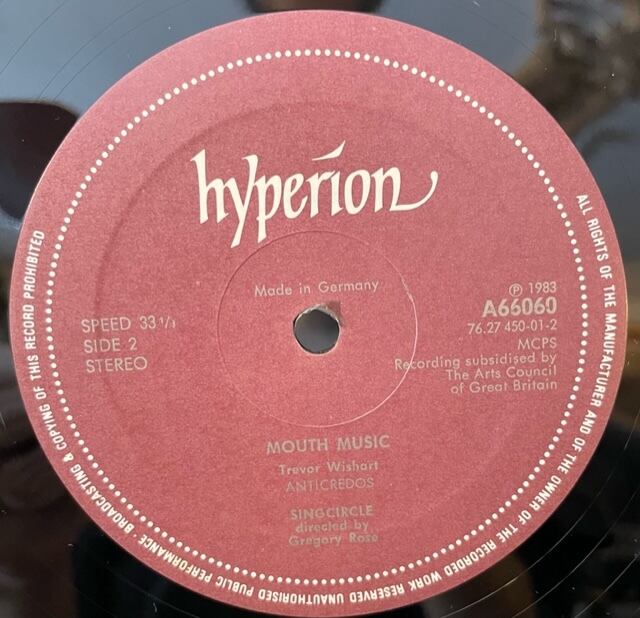 hyperíon
Made in Germany
SPEED 33 1/3
SIDE 2
STEREO
℗ 1983
A66060
76.27 450-01-2
MCPS
Recording subsidised by
The Arts Council
of Great Britain
MOUTH MUSIC
Trevor Wishart
ANTICREDOS
SINGCIRCLE
directed by
Gregory Rose
ALL RIGHTS OF THE MANUFACTURER AND OF THE OWNER OF THE RECORDED WORK RESERVED UNAUTHORISED PUBLIC PERFORMANCE· BROADCASTING & COPYING OF THIS RECORD PROHIBITED